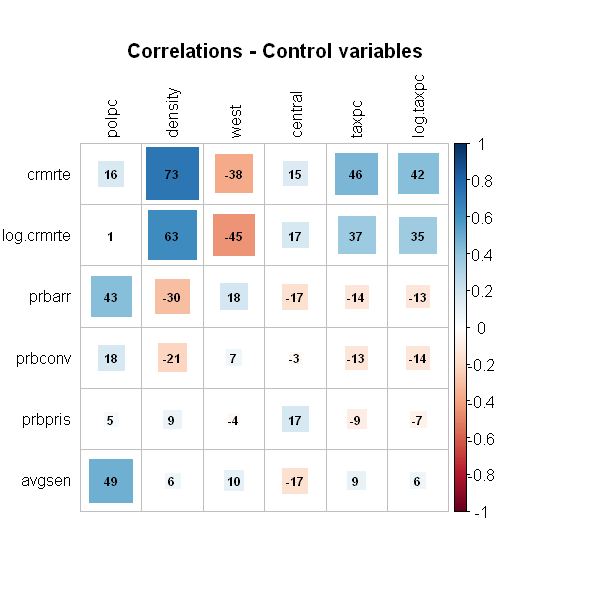 Correlations - Control variables
polpc density west central taxpc log.taxpc
crmrte 16 73 -38 15 46 42
log.crmrte 1 63 -45 17 37 35
prbarr 43 -30 18 -17 -14 -13
prbconv 18 -21 7 -3 -13 -14
prbpris 5 9 -4 17 -9 -7
avgsen 49 6 10 -17 9 6
1
0.8
0.6
0.4
0.2
0
-0.2
-0.4
-0.6
-0.8
-1